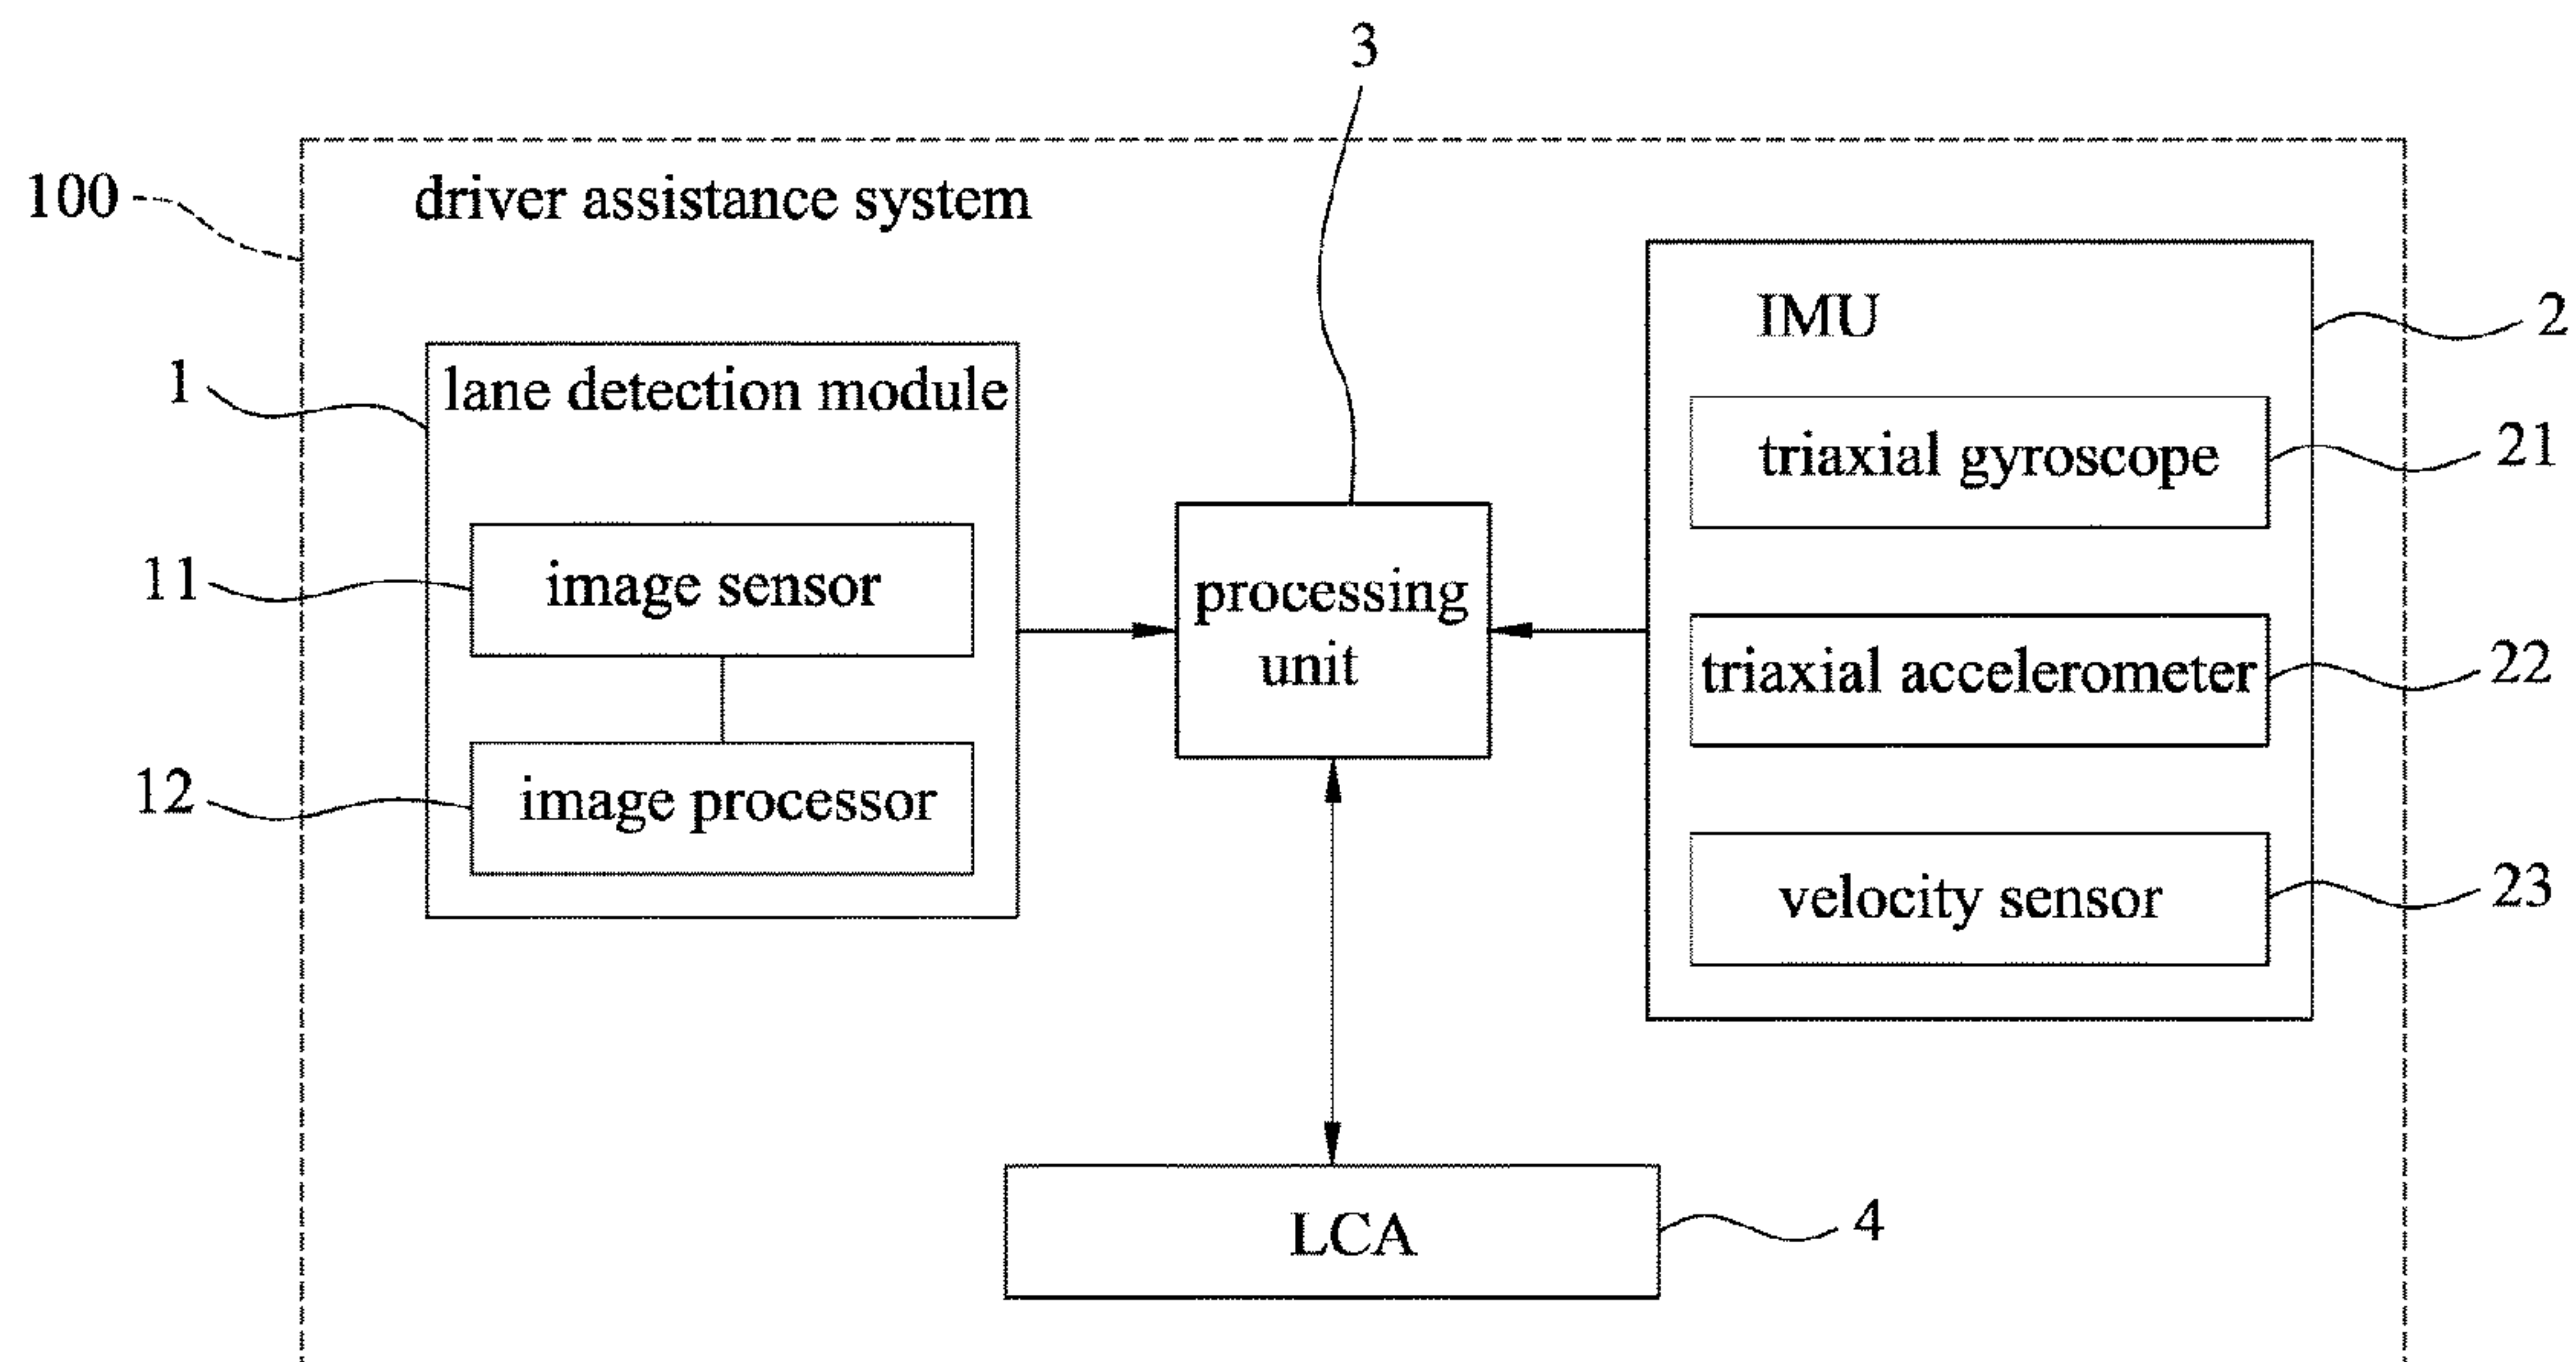 3
100
driver assistance system
IMU
2
1
lane detection module
triaxial gyroscope
21
11
image sensor
processing
unit
triaxial accelerometer
22
12
image processor
velocity sensor
23
LCA
4